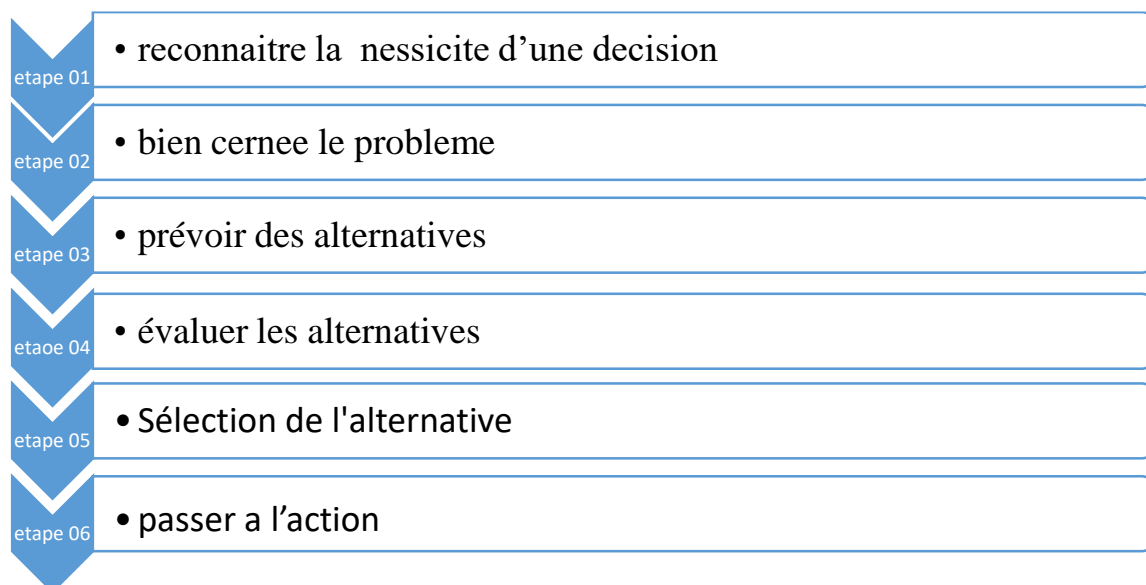 etape 01
• reconnaitre la nessicite d’une decision
etape 02
• bien cernee le probleme
etape 03
• prévoir des alternatives
etaoe 04
• évaluer les alternatives
etape 05
• Sélection de l'alternative
etape 06
• passer a l’action